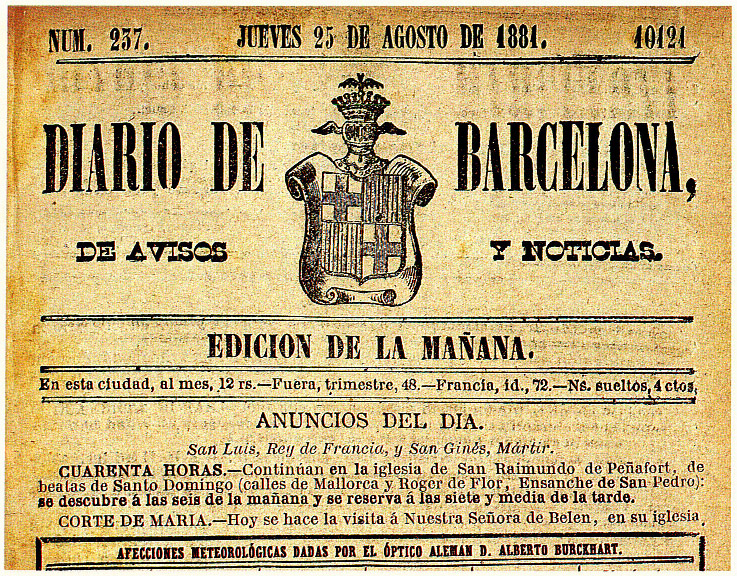 NUM. 237. JUEVES 25 DE AGOSTO DE 1881. 10121
DIARIO DE BARCELONA,
DE AVISOS Y NOTICIAS.
EDICION DE LA MAÑANA.
En esta ciudad, al mes, 12 rs.—Fuera, trimestre, 48.—Francia, id., 72.—Ns. sueltos, 4 ctos,
ANUNCIOS DEL DIA.
San Luis, Rey de Francia, y San Ginés, Mártir.
CUARENTA HORAS.—Continúan en la iglesia de San Raimundo de Peñafort, de
beatas de Santo Domingo (calles de Mallorca y Roger de Flor, Ensanche de San Pedro):
se descubre á las seis de la mañana y se reserva á las siete y media de la tarde.
CORTE DE MARIA.—Hoy se hace la visita á Nuestra Señora de Belen, en su iglesia.
AFECCIONES METEOROLÓGICAS DADAS POR EL ÓPTICO ALEMAN D. ALBERTO BURCKHART.